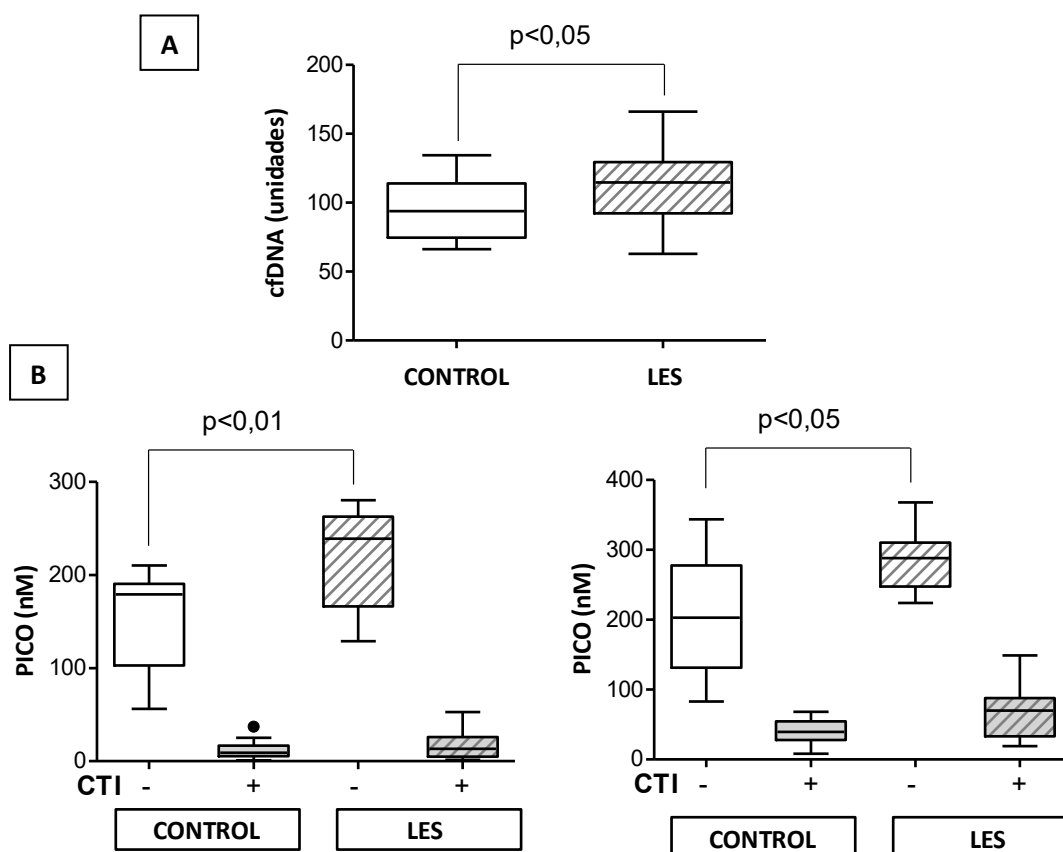 A
p<0,05
200
150
100
50
0
cfDNA (unidades)
CONTROL LES
B
p<0,01
300
200
100
0
PICO (nM)
CTI - + - +
CONTROL LES
p<0,05
400
300
200
100
0
PICO (nM)
CTI - + - +
CONTROL LES